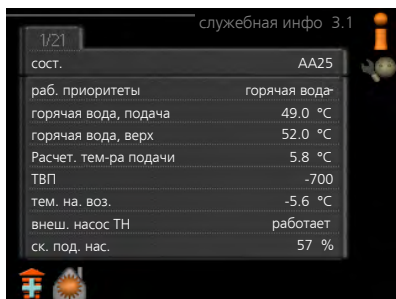 служебная инфо 3.1
1/21
сост. AA25
раб. приоритеты горячая вода-
горячая вода, подача 49.0 °C
горячая вода, верх 52.0 °C
Расчет. тем-ра подачи 5.8 °C
ТВП -700
тем. на. воз. -5.6 °C
внеш. насос ТН работает
ск. под. нас. 57 %